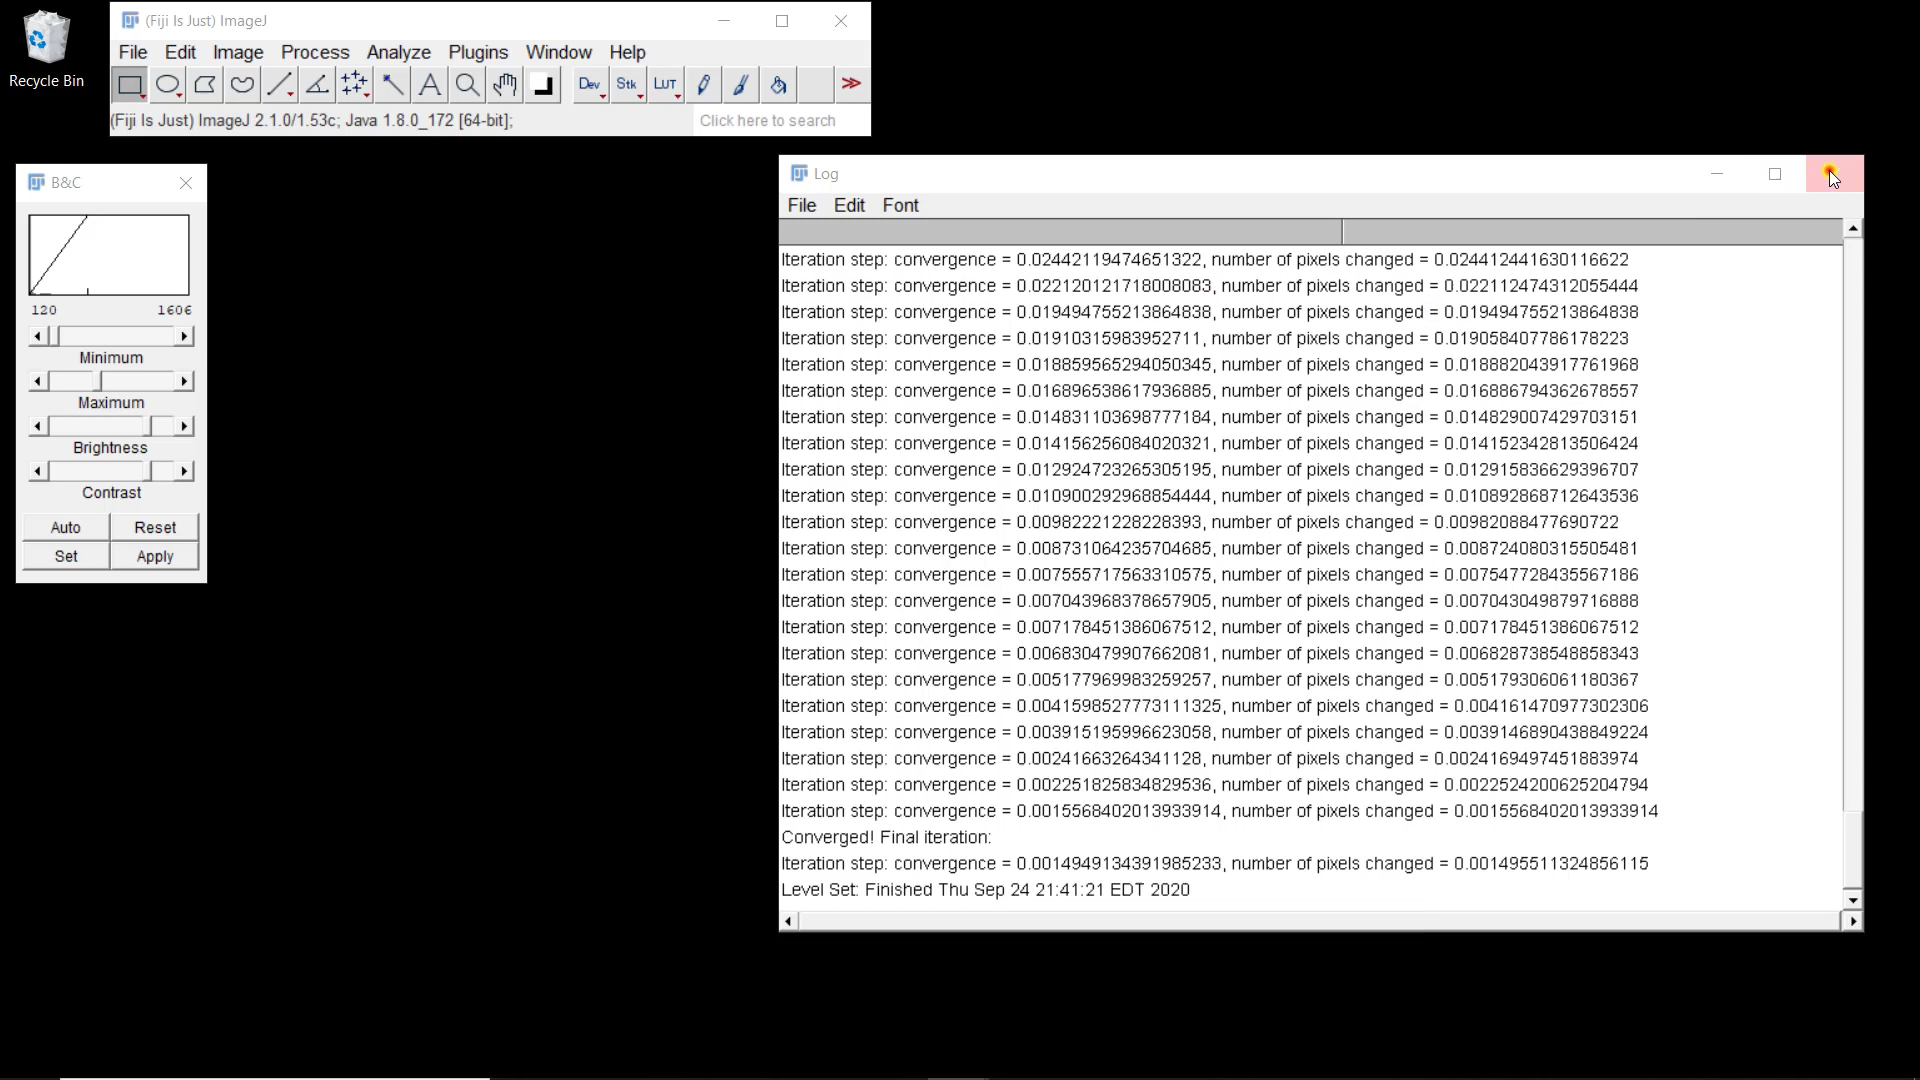 Recycle Bin
(Fiji Is Just) ImageJ
File Edit Image Process Analyze Plugins Window Help
Dev Stk LUT
(Fiji Is Just) ImageJ 2.1.0/1.53c; Java 1.8.0_172 [64-bit];
Click here to search
B&C
120 1606
Minimum
Maximum
Brightness
Contrast
Auto Reset
Set Apply
Log
File Edit Font
Iteration step: convergence = 0.02442119474651322, number of pixels changed = 0.024412441630116622
Iteration step: convergence = 0.022120121718008083, number of pixels changed = 0.022112474312055444
Iteration step: convergence = 0.019494755213864838, number of pixels changed = 0.019494755213864838
Iteration step: convergence = 0.01910315983952711, number of pixels changed = 0.019058407786178223
Iteration step: convergence = 0.018859565294050345, number of pixels changed = 0.018882043917761968
Iteration step: convergence = 0.016896538617936885, number of pixels changed = 0.016886794362678557
Iteration step: convergence = 0.014831103698777184, number of pixels changed = 0.014829007429703151
Iteration step: convergence = 0.014156256084020321, number of pixels changed = 0.014152342813506424
Iteration step: convergence = 0.012924723265305195, number of pixels changed = 0.012915836629396707
Iteration step: convergence = 0.010900292968854444, number of pixels changed = 0.010892868712643536
Iteration step: convergence = 0.00982221228228393, number of pixels changed = 0.00982088477690722
Iteration step: convergence = 0.008731064235704685, number of pixels changed = 0.008724080315505481
Iteration step: convergence = 0.007555717563310575, number of pixels changed = 0.007547728435567186
Iteration step: convergence = 0.007043968378657905, number of pixels changed = 0.007043049879716888
Iteration step: convergence = 0.007178451386067512, number of pixels changed = 0.007178451386067512
Iteration step: convergence = 0.006830479907662081, number of pixels changed = 0.006828738548858343
Iteration step: convergence = 0.005177969983259257, number of pixels changed = 0.005179306061180367
Iteration step: convergence = 0.0041598527773111325, number of pixels changed = 0.004161470977302306
Iteration step: convergence = 0.003915195996623058, number of pixels changed = 0.0039146890438849224
Iteration step: convergence = 0.002416632643​41128, number of pixels changed = 0.0024169497451883974
Iteration step: convergence = 0.002251825834829536, number of pixels changed = 0.0022524200625204794
Iteration step: convergence = 0.0015568402013933914, number of pixels changed = 0.0015568402013933914
Converged! Final iteration:
Iteration step: convergence = 0.0014949134391985233, number of pixels changed = 0.001495511324856115
Level Set: Finished Thu Sep 24 21:41:21 EDT 2020